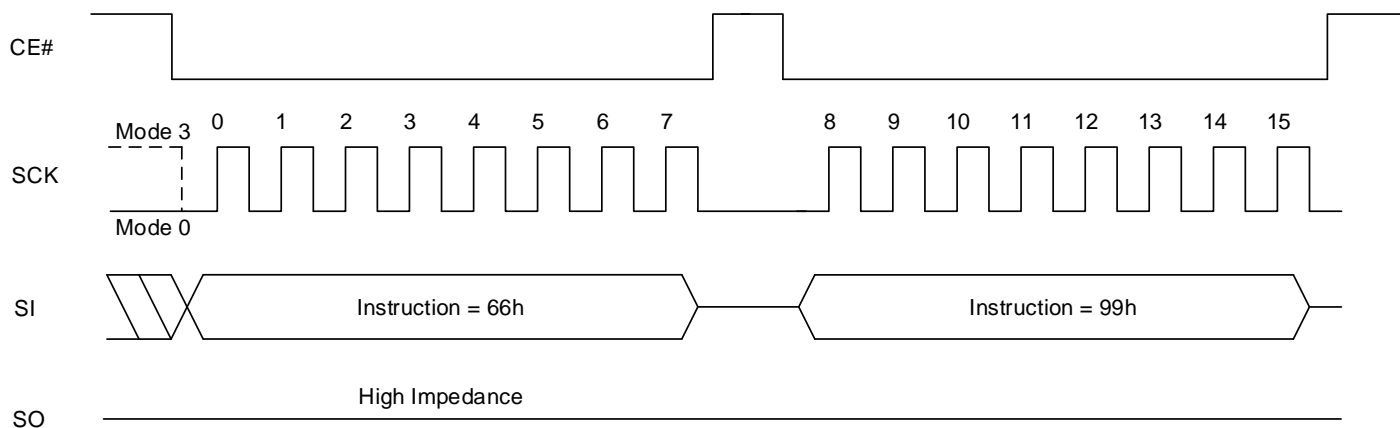 CE#
Mode 3 0 1 2 3 4 5 6 7 8 9 10 11 12 13 14 15
SCK
Mode 0
SI Instruction = 66h Instruction = 99h
High Impedance
SO